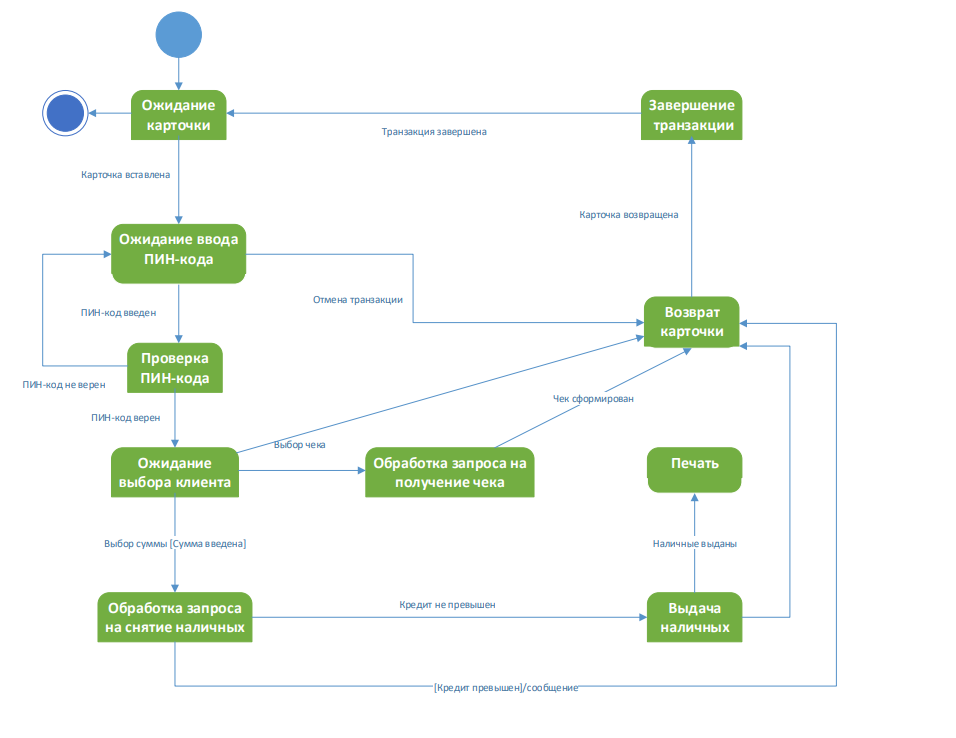 Ожидание
карточки
Завершение
транзакции
Транзакция завершена
Карточка вставлена
Карточка возвращена
Ожидание ввода
ПИН-кода
Отмена транзакции
ПИН-код введен
Возврат
карточки
Проверка
ПИН-кода
ПИН-код не верен
Чек сформирован
ПИН-код верен
Выбор чека
Ожидание
выбора клиента
Обработка запроса на
получение чека
Печать
Выбор суммы [Сумма введена]
Наличные выданы
Обработка запроса
на снятие наличных
Кредит не превышен
Выдача
наличных
[Кредит превышен]/сообщение